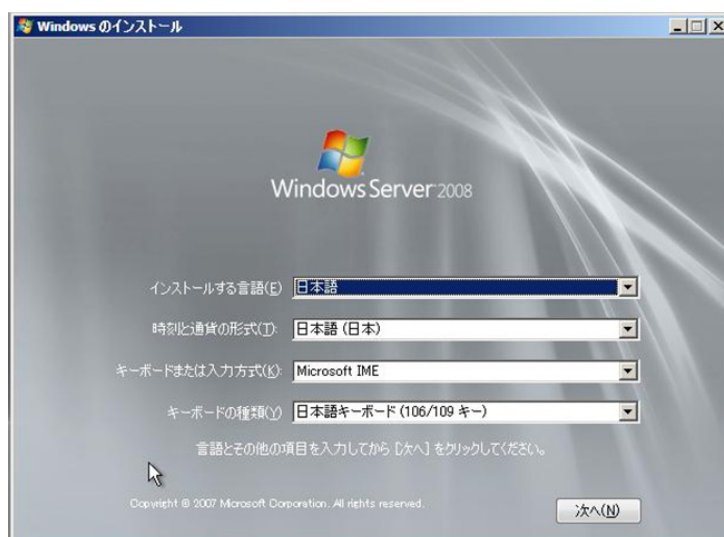 Windows のインストール
Windows Server 2008
インストールする言語(E) 日本語
時刻と通貨の形式(T): 日本語 (日本)
キーボードまたは入力方式(K): Microsoft IME
キーボードの種類(Y) 日本語キーボード (106/109 キー)
言語とその他の項目を入力してから [次へ] をクリックしてください。
Copyright © 2007 Microsoft Corporation. All rights reserved.
次へ(N)